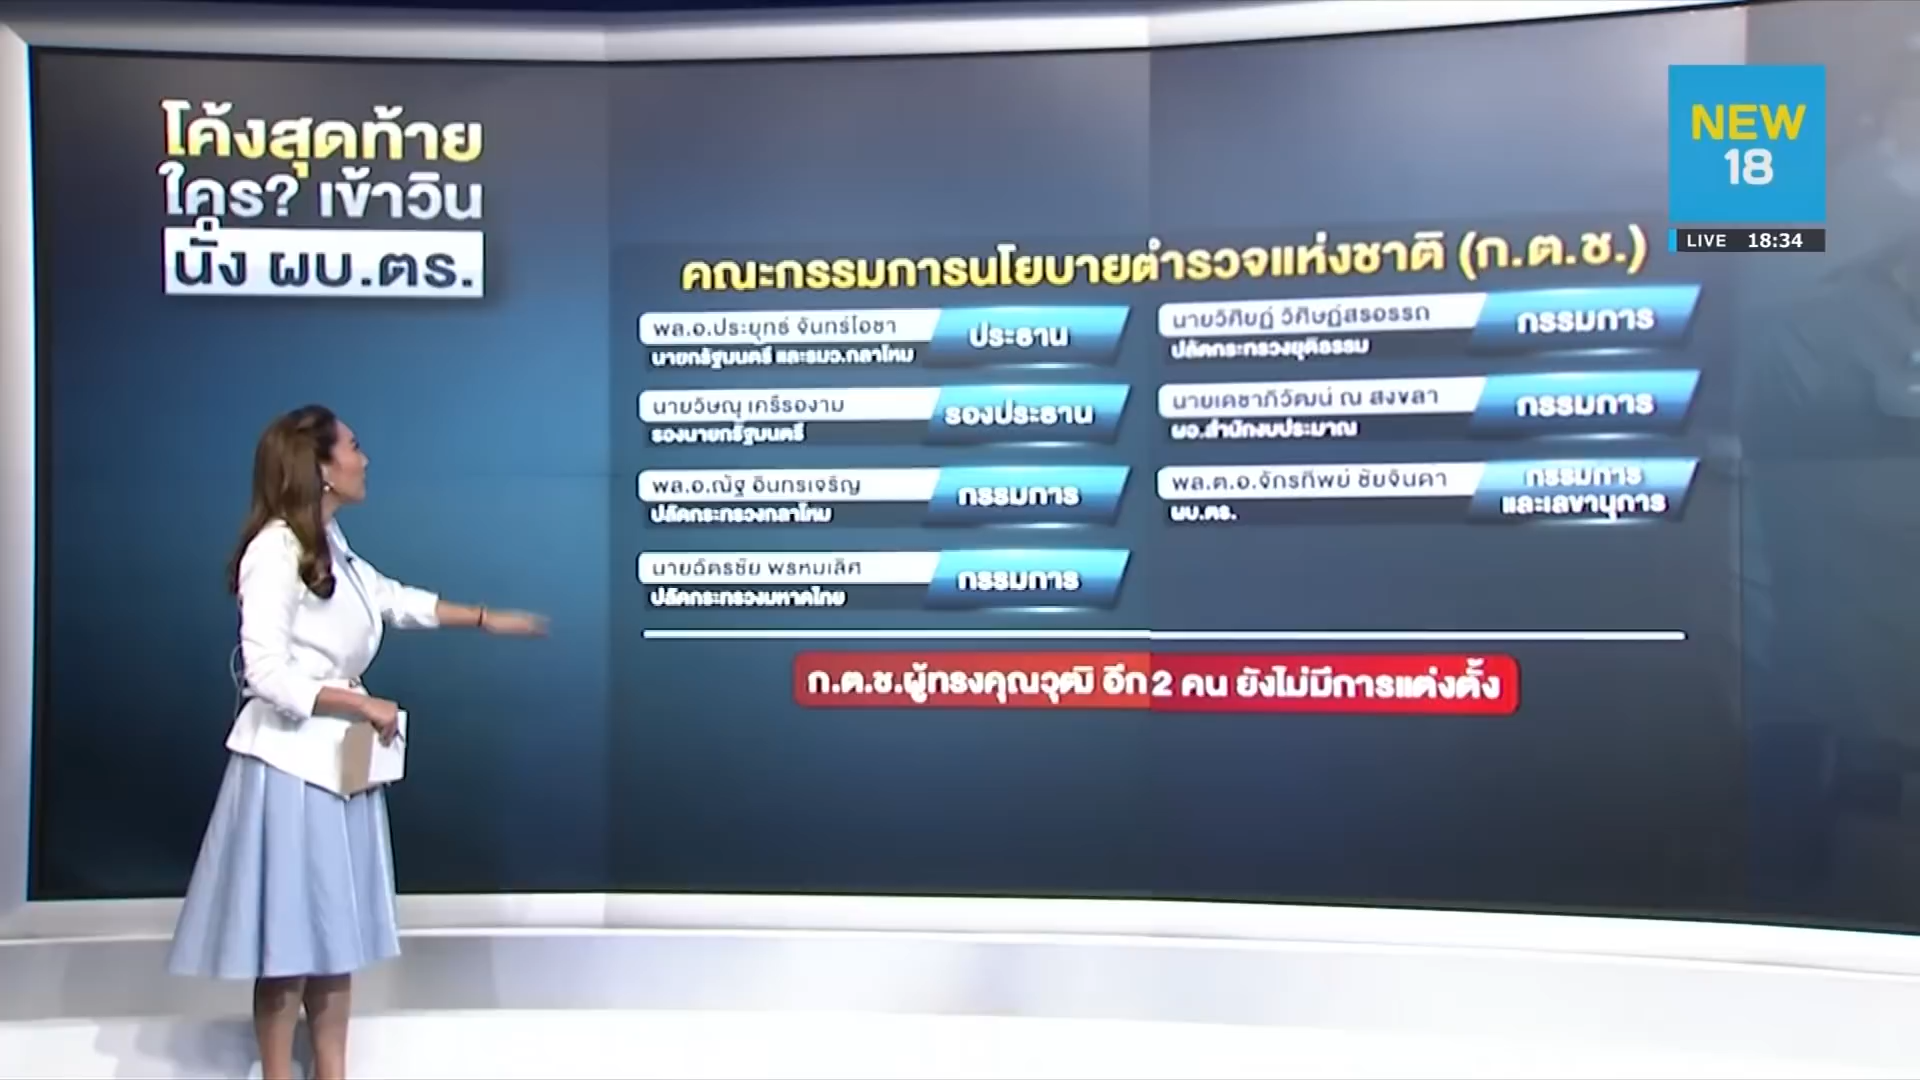 โค้งสุดท้าย
ใคร? เข้าวิน
นั่ง ผบ.ตร.
NEW
18
LIVE 18:34
คณะกรรมการนโยบายตำรวจแห่งชาติ (ก.ต.ช.)
พล.อ.ประยุทธ์ จันทร์โอชา
นายกรัฐมนตรี และรมว.กลาโหม
ประธาน
นายวิษณุ เครืองาม
รองนายกรัฐมนตรี
รองประธาน
พล.อ.ณัฐ อินทรเจริญ
ปลัดกระทรวงกลาโหม
กรรมการ
นายฉัตรชัย พรหมเลิศ
ปลัดกระทรวงมหาดไทย
กรรมการ
นายวิศิษฏ์ วิศิษฏ์สรอรรถ
ปลัดกระทรวงยุติธรรม
กรรมการ
นายเดชาภิวัฒน์ ณ สงขลา
ผอ.สำนักงบประมาณ
กรรมการ
พล.ต.อ.จักรทิพย์ ชัยจินดา
ผบ.ตร.
กรรมการ
และเลขานุการ
ก.ต.ช.ผู้ทรงคุณวุฒิ อีก 2 คน ยังไม่มีการแต่งตั้ง